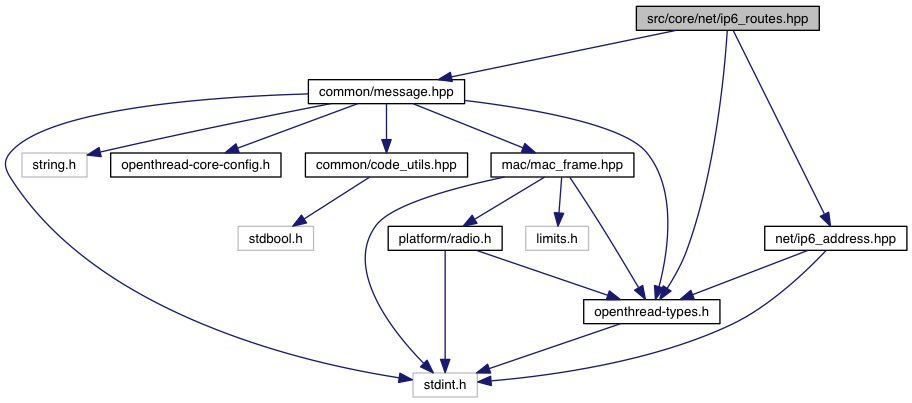 src/core/net/ip6_routes.hpp
common/message.hpp
string.h
openthread-core-config.h
common/code_utils.hpp
mac/mac_frame.hpp
stdbool.h
platform/radio.h
limits.h
net/ip6_address.hpp
openthread-types.h
stdint.h